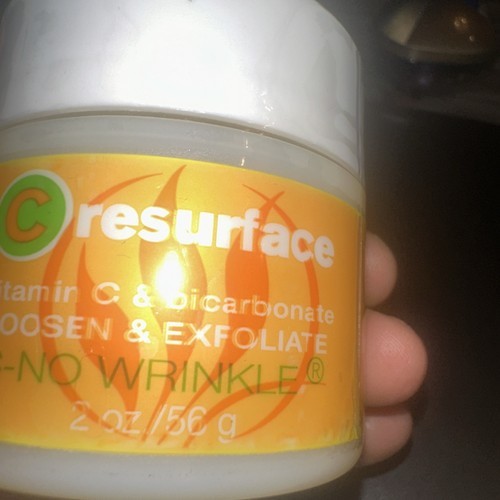 C resurface
itamin C & bicarbonate
OOSEN & EXFOLIATE
-NO WRINKLE®
2 oz /56 g